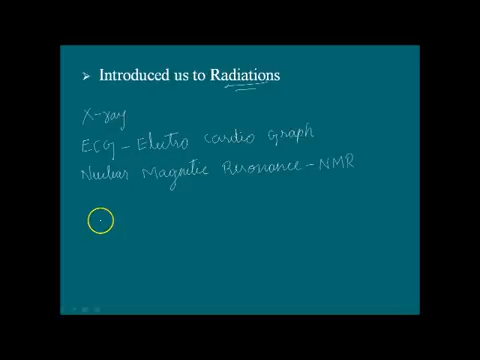 ➢ Introduced us to Radiations
X-ray
ECG - Electro Cardio Graph
Nuclear Magnetic Resonance - NMR